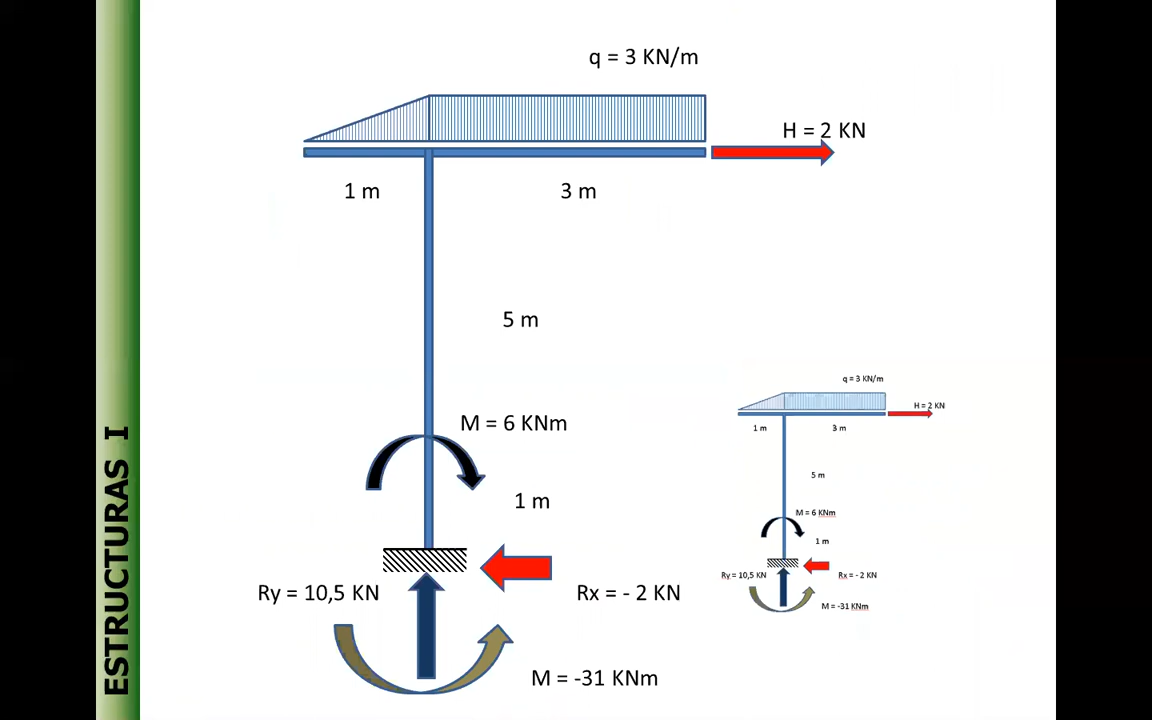 ESTRUCTURAS I
q = 3 KN/m
H = 2 KN
1 m
3 m
5 m
M = 6 KNm
1 m
Ry = 10,5 KN
Rx = - 2 KN
M = -31 KNm
q = 3 KN/m
H = 2 KN
1 m
3 m
5 m
M = 6 KNm
1 m
Ry = 10,5 KN
Rx = - 2 KN
M = -31 KNm